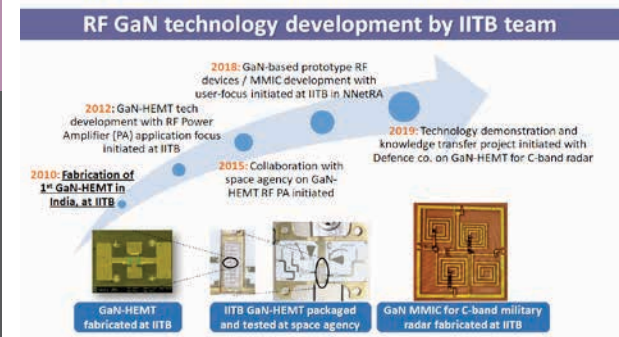 RF GaN technology development by IITB team
2018: GaN-based prototype RF
devices / MMIC development with
user-focus initiated at IITB in NNetRA
2012: GaN-HEMT tech
development with RF Power
Amplifier (PA) application focus
initiated at IITB
2019: Technology demonstration and
knowledge transfer project initiated with
Defence co. on GaN-HEMT for C-band radar
2010: Fabrication of
1st GaN-HEMT in
India, at IITB
2015: Collaboration with
space agency on GaN-
HEMT RF PA initiated
GaN-HEMT
fabricated at IITB
IITB GaN-HEMT packaged
and tested at space agency
GaN MMIC for C-band military
radar fabricated at IITB